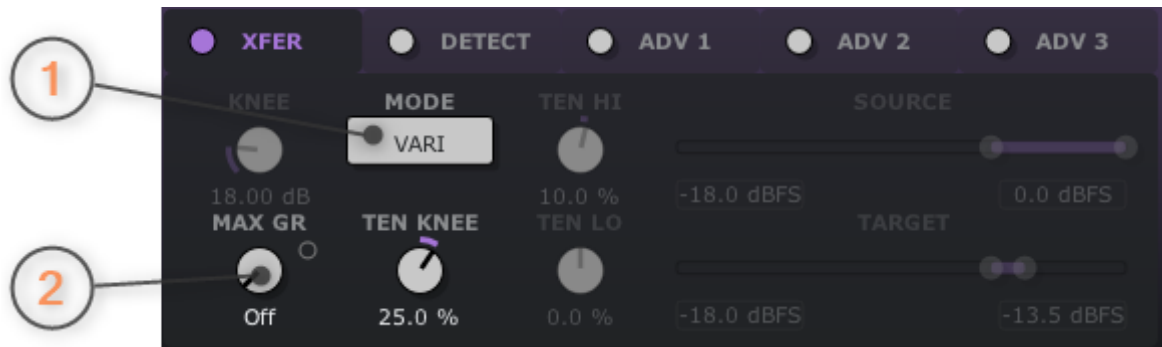 XFER DETECT ADV 1 ADV 2 ADV 3
1
KNEE MODE TEN HI SOURCE
VARI
18.00 dB 10.0 % -18.0 dBFS 0.0 dBFS
MAX GR TEN KNEE TEN LO TARGET
2
Off 25.0 % 0.0 % -18.0 dBFS -13.5 dBFS